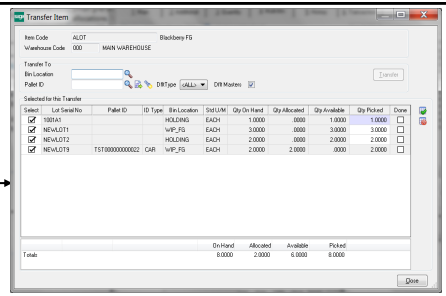 sage Transfer Item
Item Code ALOT Blackberry FG
Warehouse Code 000 MAIN WAREHOUSE
Transfer To
Bin Location
Pallet ID DfltType <ALL> Dflt Masters
Transfer
Selected for this Transfer
Select Lot Serial No Pallet ID ID Type Bin Location Std U/M Qty On Hand Qty Allocated Qty Available Qty Picked Done
1001A1 HOLDING EACH 1.0000 .0000 1.0000 1.0000
NEWLOT1 WIP_FG EACH 3.0000 .0000 3.0000 3.0000
NEWLOT2 HOLDING EACH 2.0000 .0000 2.0000 2.0000
NEWLOT9 TST000000000022 CAR WIP_FG EACH 2.0000 2.0000 .0000 2.0000
On Hand Allocated Available Picked
Totals 8.0000 2.0000 6.0000 8.0000
Done